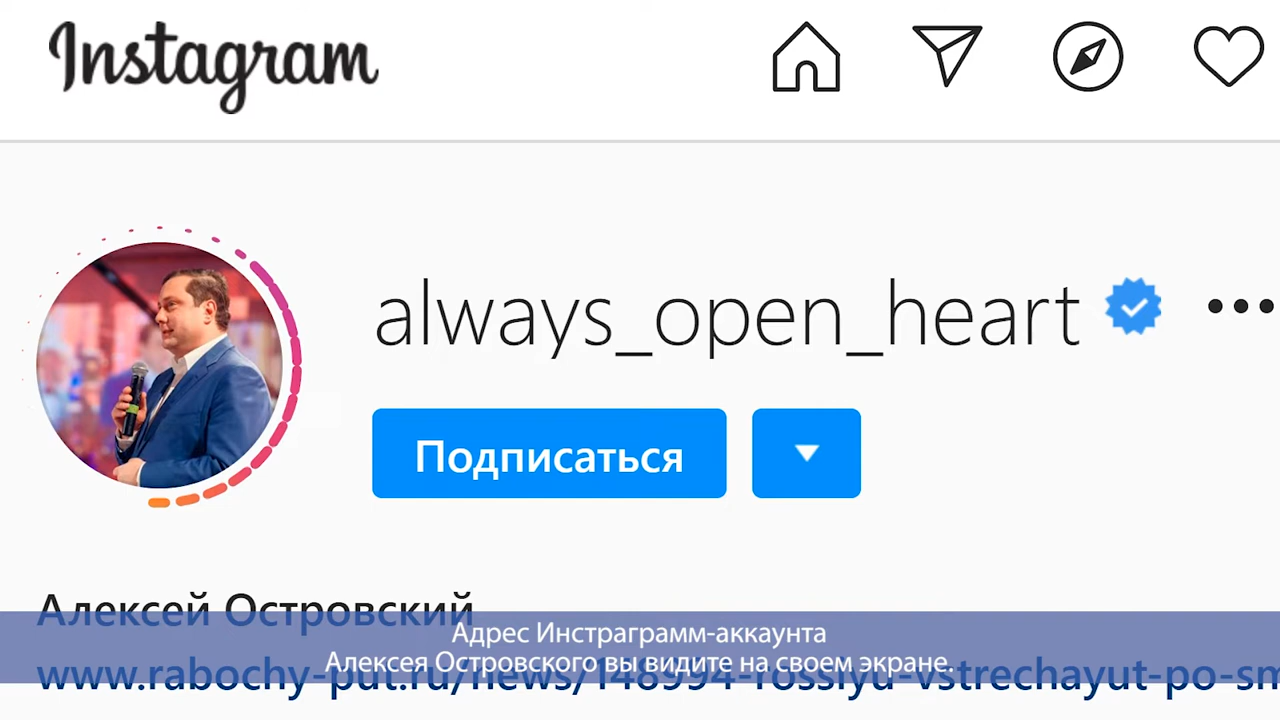 Instagram
always_open_heart
Подписаться
Алексей Островский
Адрес Инстраграмм-аккаунта
Алексея Островского вы видите на своем экране.
www.rabochy-put.ru/news/148994-rossiyu-vstrechayut-po-sm